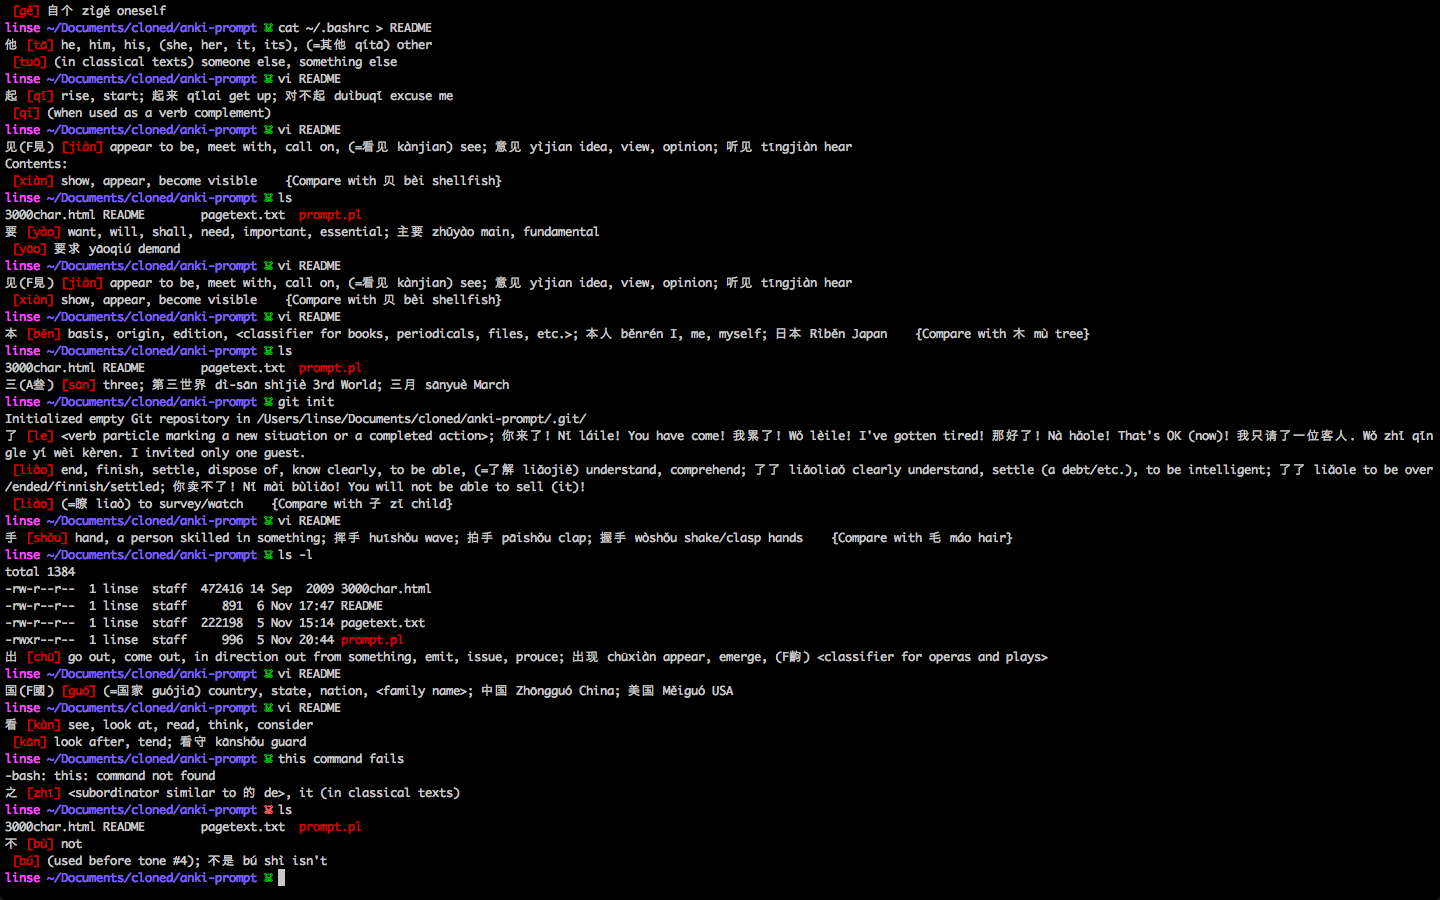 [gě] 自个 zìgě oneself
linse ~/Documents/cloned/anki-prompt cat ~/.bashrc > README
他 [tā] he, him, his, (she, her, it, its), (=其他 qítā) other
[tuō] (in classical texts) someone else, something else
linse ~/Documents/cloned/anki-prompt vi README
起 [qǐ] rise, start; 起来 qǐlai get up; 对不起 duìbuqǐ excuse me
[qi] (when used as a verb complement)
linse ~/Documents/cloned/anki-prompt vi README
见(F見) [jiàn] appear to be, meet with, call on, (=看见 kànjian) see; 意见 yìjian idea, view, opinion; 听见 tīngjiàn hear
Contents:
[xiàn] show, appear, become visible    {Compare with 贝 bèi shellfish}
linse ~/Documents/cloned/anki-prompt ls
3000char.html README        pagetext.txt  prompt.pl
要 [yào] want, will, shall, need, important, essential; 主要 zhǔyào main, fundamental
[yāo] 要求 yāoqiú demand
linse ~/Documents/cloned/anki-prompt vi README
见(F見) [jiàn] appear to be, meet with, call on, (=看见 kànjian) see; 意见 yìjian idea, view, opinion; 听见 tīngjiàn hear
[xiàn] show, appear, become visible    {Compare with 贝 bèi shellfish}
linse ~/Documents/cloned/anki-prompt vi README
本 [běn] basis, origin, edition, <classifier for books, periodicals, files, etc.>; 本人 běnrén I, me, myself; 日本 Rìběn Japan    {Compare with 木 mù tree}
linse ~/Documents/cloned/anki-prompt ls
3000char.html README        pagetext.txt  prompt.pl
三(A叁) [sān] three; 第三世界 dì-sān shìjiè 3rd World; 三月 sānyuè March
linse ~/Documents/cloned/anki-prompt git init
Initialized empty Git repository in /Users/linse/Documents/cloned/anki-prompt/.git/
了 [le] <verb particle marking a new situation or a completed action>; 你来了! Nǐ láile! You have come! 我累了! Wǒ lèile! I've gotten tired! 那好了! Nà hǎole! That's OK (now)! 我只请了一位客人. Wǒ zhǐ qǐn
gle yí wèi kèren. I invited only one guest.
[liǎo] end, finish, settle, dispose of, know clearly, to be able, (=了解 liǎojiě) understand, comprehend; 了了 liǎoliaǒ clearly understand, settle (a debt/etc.), to be intelligent; 了了 liǎole to be over
/ended/finnish/settled; 你卖不了! Nǐ mài bùliǎo! You will not be able to sell (it)!
[liào] (=瞭 liaò) to survey/watch    {Compare with 子 zǐ child}
linse ~/Documents/cloned/anki-prompt vi README
手 [shǒu] hand, a person skilled in something; 挥手 huīshǒu wave; 拍手 pāishǒu clap; 握手 wòshǒu shake/clasp hands    {Compare with 毛 máo hair}
linse ~/Documents/cloned/anki-prompt ls -l
total 1384
-rw-r--r--  1 linse  staff  472416 14 Sep  2009 3000char.html
-rw-r--r--  1 linse  staff     891  6 Nov 17:47 README
-rw-r--r--  1 linse  staff  222198  5 Nov 15:14 pagetext.txt
-rwxr--r--  1 linse  staff     996  5 Nov 20:44 prompt.pl
出 [chū] go out, come out, in direction out from something, emit, issue, prouce; 出现 chūxiàn appear, emerge, (F齣) <classifier for operas and plays>
linse ~/Documents/cloned/anki-prompt vi README
国(F國) [guó] (=国家 guójiā) country, state, nation, <family name>; 中国 Zhōngguó China; 美国 Měiguó USA
linse ~/Documents/cloned/anki-prompt vi README
看 [kàn] see, look at, read, think, consider
[kān] look after, tend; 看守 kānshǒu guard
linse ~/Documents/cloned/anki-prompt this command fails
-bash: this: command not found
之 [zhī] <subordinator similar to 的 de>, it (in classical texts)
linse ~/Documents/cloned/anki-prompt ls
3000char.html README        pagetext.txt  prompt.pl
不 [bù] not
[bú] (used before tone #4); 不是 bú shì isn't
linse ~/Documents/cloned/anki-prompt